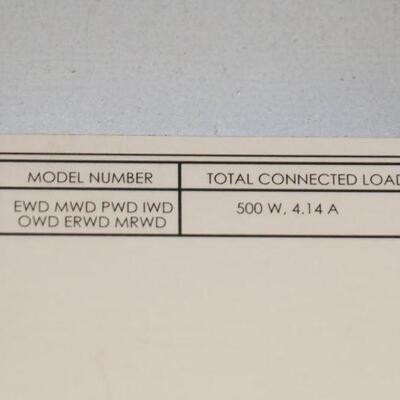 MODEL NUMBER TOTAL CONNECTED LOAD
EWD MWD PWD IWD 500 W, 4.14 A
OWD ERWD MRWD